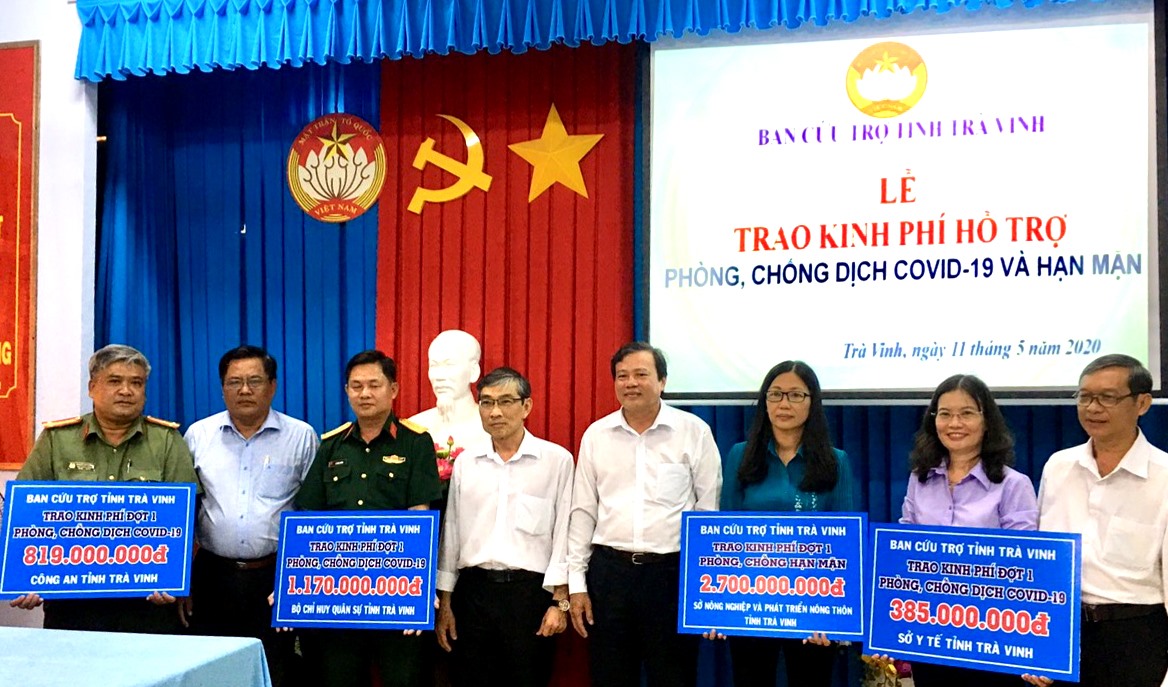 MẶT TRẬN TỔ QUỐC
VIỆT NAM
BAN CỨU TRỢ TỈNH TRÀ VINH
LỄ
TRAO KINH PHÍ HỖ TRỢ
PHÒNG, CHỐNG DỊCH COVID-19 VÀ HẠN MẶN
Trà Vinh, ngày 11 tháng 5 năm 2020
BAN CỨU TRỢ TỈNH TRÀ VINH
TRAO KINH PHÍ ĐỢT 1
PHÒNG, CHỐNG DỊCH COVID-19
819.000.000đ
CÔNG AN TỈNH TRÀ VINH
BAN CỨU TRỢ TỈNH TRÀ VINH
TRAO KINH PHÍ ĐỢT 1
PHÒNG, CHỐNG DỊCH COVID-19
1.170.000.000đ
BỘ CHỈ HUY QUÂN SỰ TỈNH TRÀ VINH
BAN CỨU TRỢ TỈNH TRÀ VINH
TRAO KINH PHÍ ĐỢT 1
PHÒNG, CHỐNG HẠN MẶN
2.700.000.000đ
SỞ NÔNG NGHIỆP VÀ PHÁT TRIỂN NÔNG THÔN
TỈNH TRÀ VINH
BAN CỨU TRỢ TỈNH TRÀ VINH
TRAO KINH PHÍ ĐỢT 1
PHÒNG, CHỐNG DỊCH COVID-19
385.000.000đ
SỞ Y TẾ TỈNH TRÀ VINH